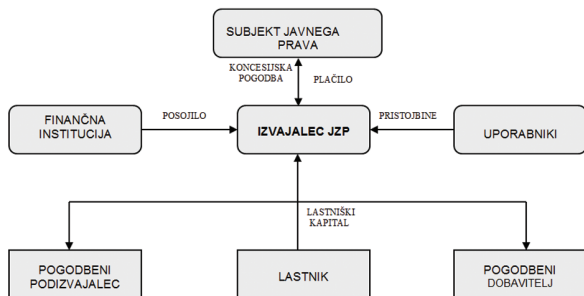 SUBJEKT JAVNEGA
PRAVA
KONCESIJSKA
POGODBA
PLAČILO
FINANČNA
INSTITUCIJA
POSOJILO
IZVAJALEC JZP
PRISTOJBINE
UPORABNIKI
LASTNIŠKI
KAPITAL
POGODBENI
PODIZVAJALEC
LASTNIK
POGODBENI
DOBAVITELJ